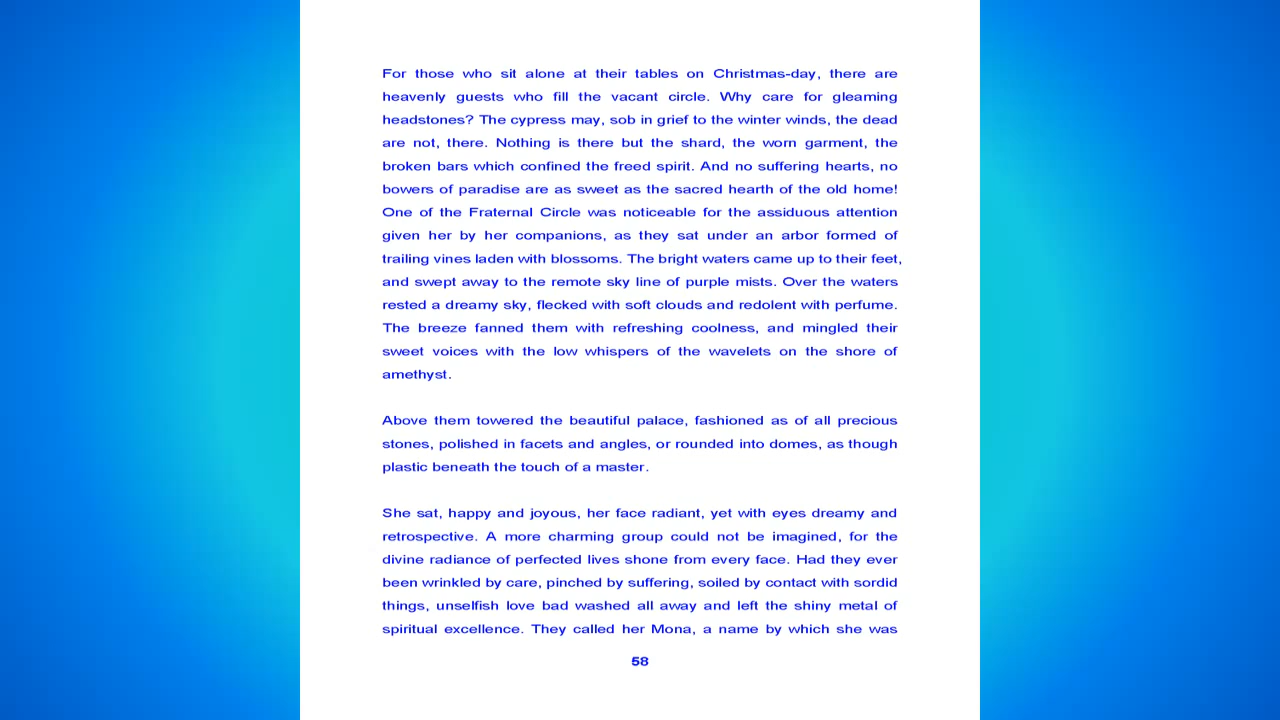 For those who sit alone at their tables on Christmas-day, there are
heavenly guests who fill the vacant circle. Why care for gleaming
headstones? The cypress may, sob in grief to the winter winds, the dead
are not, there. Nothing is there but the shard, the worn garment, the
broken bars which confined the freed spirit. And no suffering hearts, no
bowers of paradise are as sweet as the sacred hearth of the old home!
One of the Fraternal Circle was noticeable for the assiduous attention
given her by her companions, as they sat under an arbor formed of
trailing vines laden with blossoms. The bright waters came up to their feet,
and swept away to the remote sky line of purple mists. Over the waters
rested a dreamy sky, flecked with soft clouds and redolent with perfume.
The breeze fanned them with refreshing coolness, and mingled their
sweet voices with the low whispers of the wavelets on the shore of
amethyst.
Above them towered the beautiful palace, fashioned as of all precious
stones, polished in facets and angles, or rounded into domes, as though
plastic beneath the touch of a master.
She sat, happy and joyous, her face radiant, yet with eyes dreamy and
retrospective. A more charming group could not be imagined, for the
divine radiance of perfected lives shone from every face. Had they ever
been wrinkled by care, pinched by suffering, soiled by contact with sordid
things, unselfish love bad washed all away and left the shiny metal of
spiritual excellence. They called her Mona, a name by which she was
58